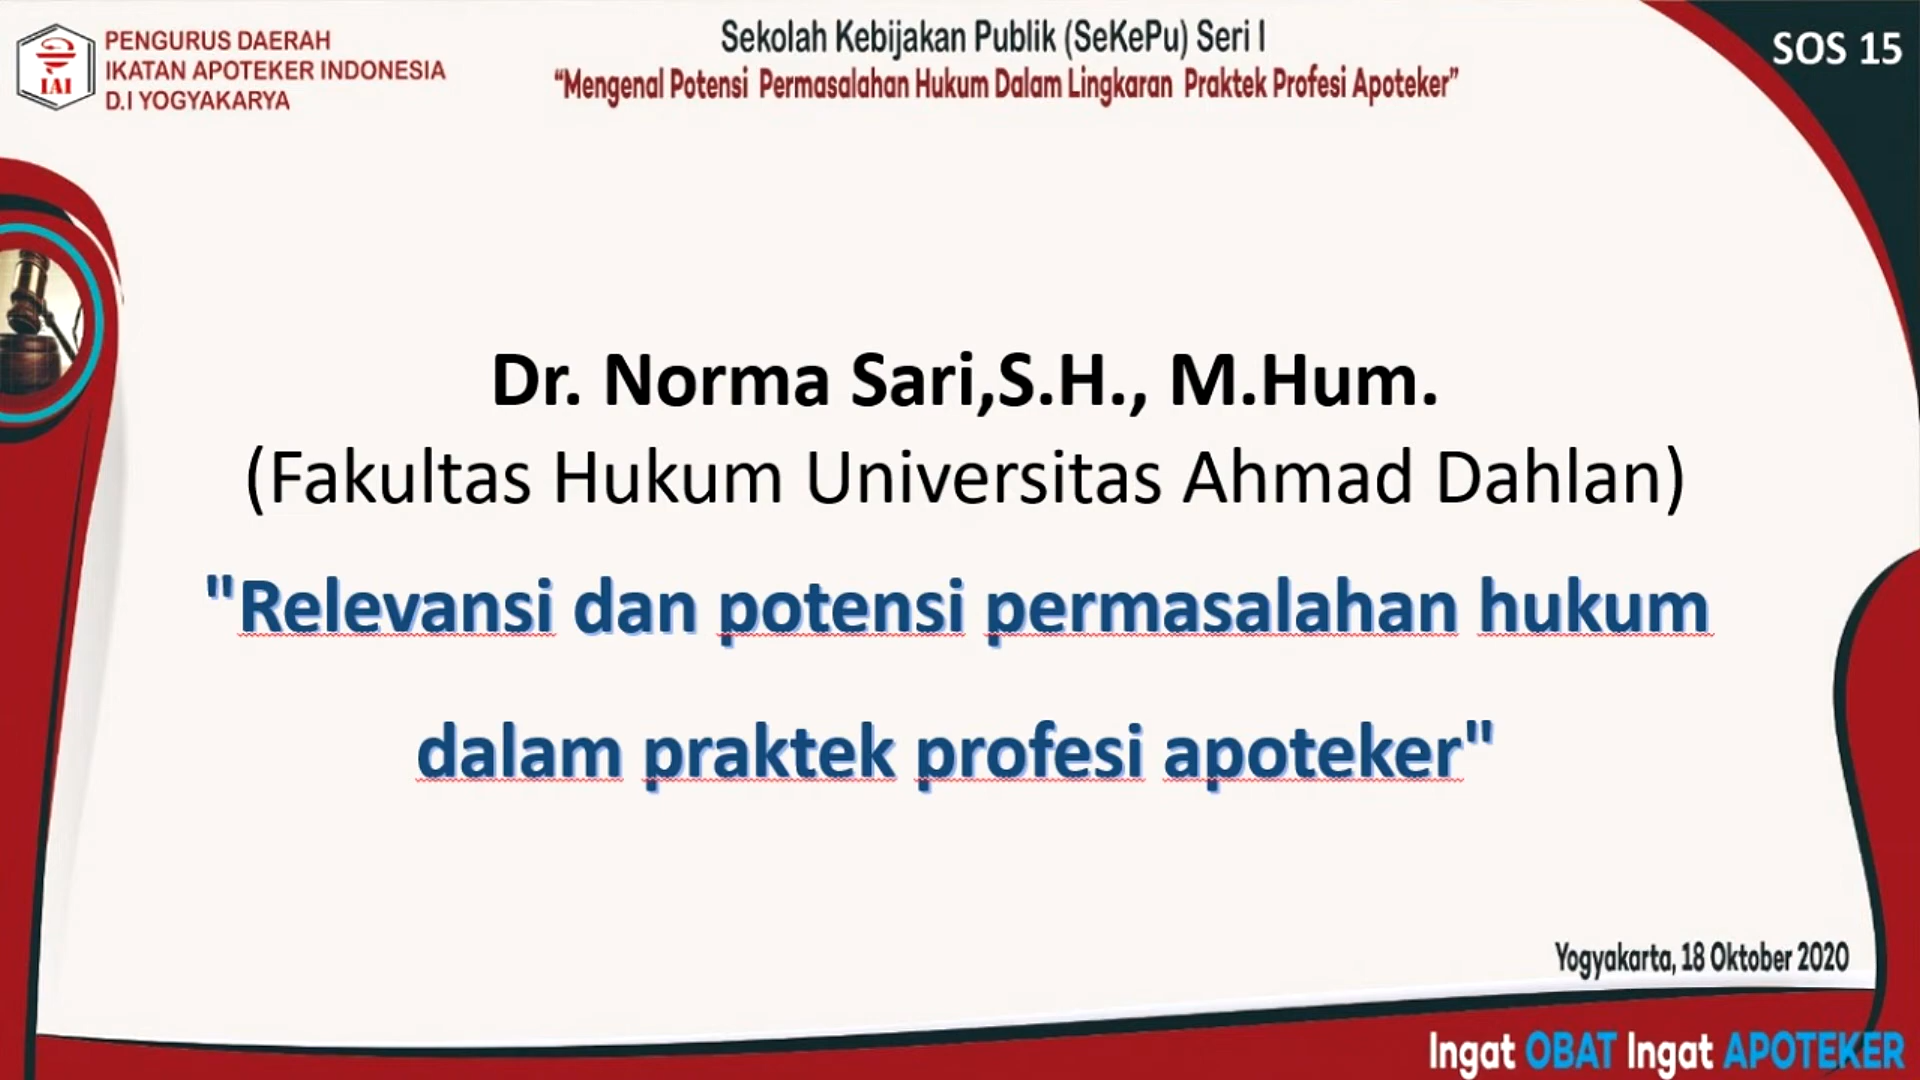 IAI
PENGURUS DAERAH
IKATAN APOTEKER INDONESIA
D.I YOGYAKARYA
Sekolah Kebijakan Publik (SeKePu) Seri I
“Mengenal Potensi Permasalahan Hukum Dalam Lingkaran Praktek Profesi Apoteker”
SOS 15
Dr. Norma Sari,S.H., M.Hum.
(Fakultas Hukum Universitas Ahmad Dahlan)
"Relevansi dan potensi permasalahan hukum
dalam praktek profesi apoteker"
Yogyakarta, 18 Oktober 2020
Ingat OBAT Ingat APOTEKER